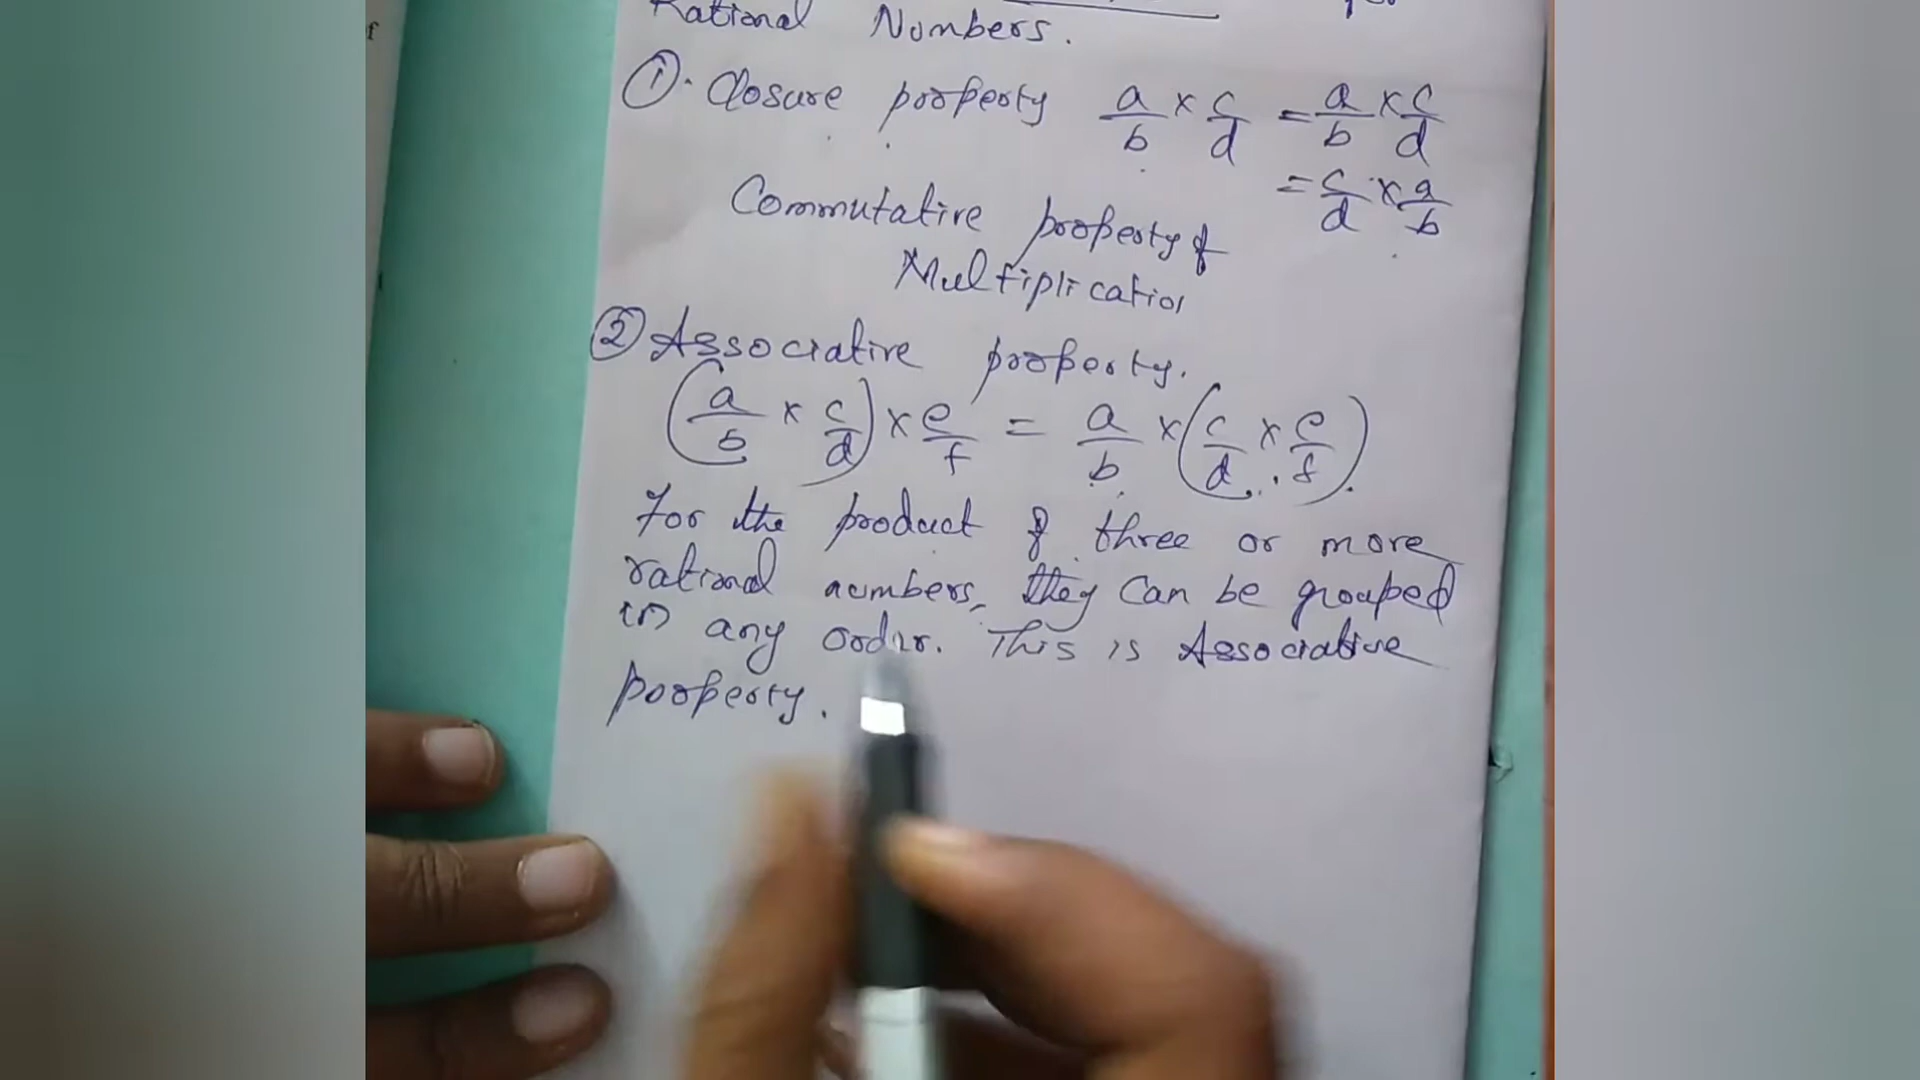 Rational Numbers.
① . Closure property a/b × c/d = a/b × c/d
= c/d × a/b
Commutative property of
Multiplication
② Associative property.
(a/b × c/d) × e/f = a/b × (c/d × e/f).
For the product of three or more
rational numbers, they can be grouped
in any order. This is Associative
property.